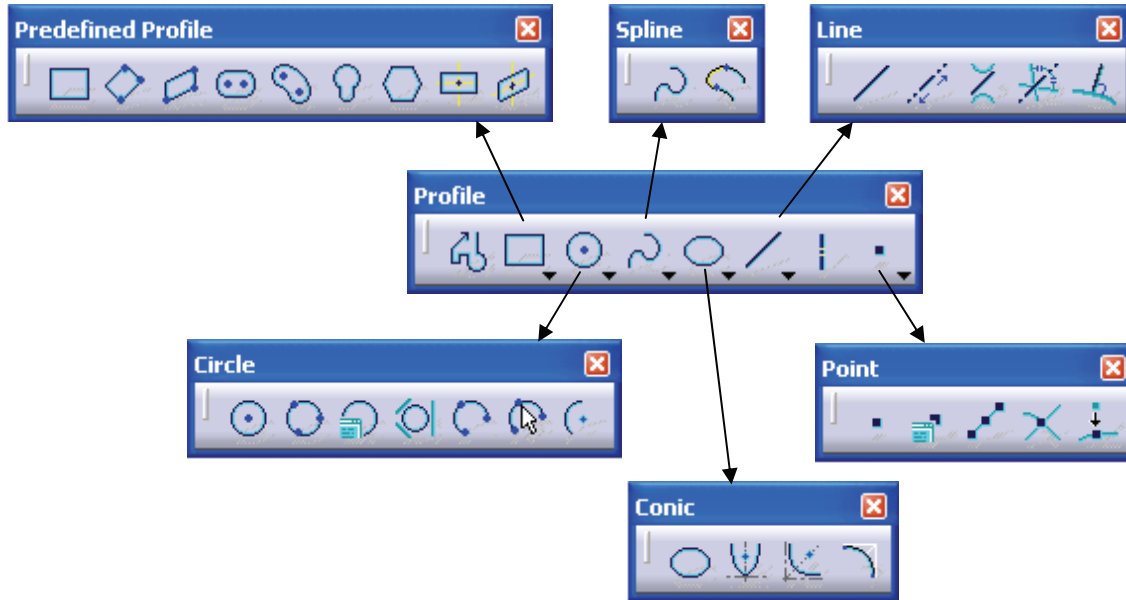 Predefined Profile
Spline
Line
Profile
Circle
Point
Conic